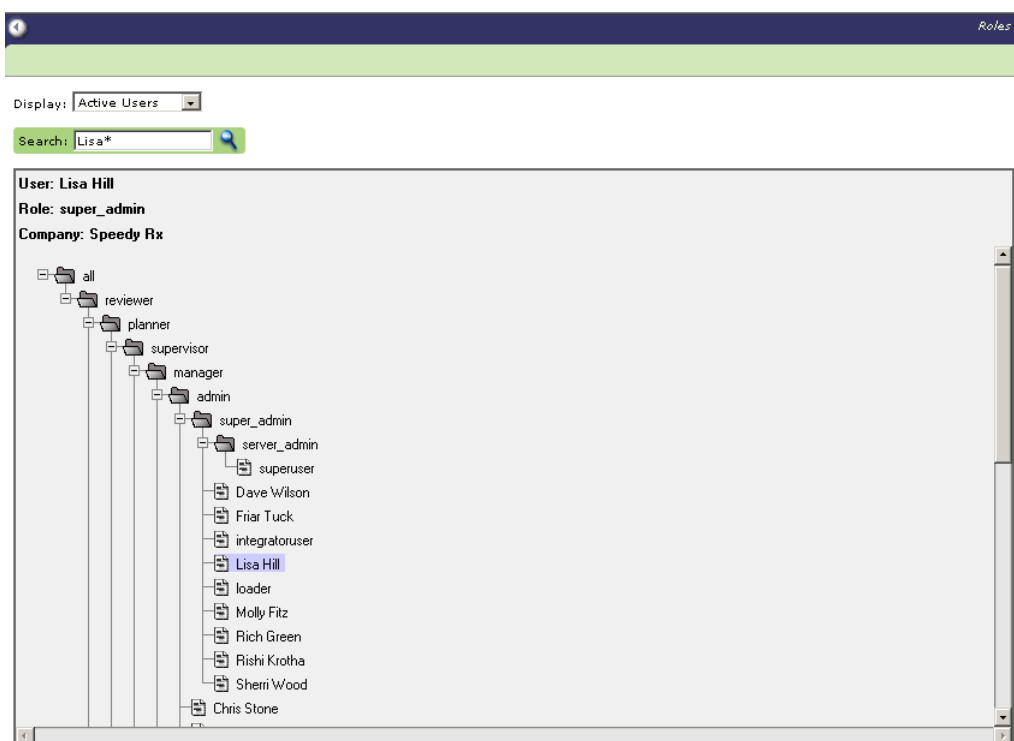 Roles
Display: Active Users
Search: Lisa*
User: Lisa Hill
Role: super_admin
Company: Speedy Rx
all
reviewer
planner
supervisor
manager
admin
super_admin
server_admin
superuser
Dave Wilson
Friar Tuck
integratoruser
Lisa Hill
loader
Molly Fitz
Rich Green
Rishi Krotha
Sherri Wood
Chris Stone